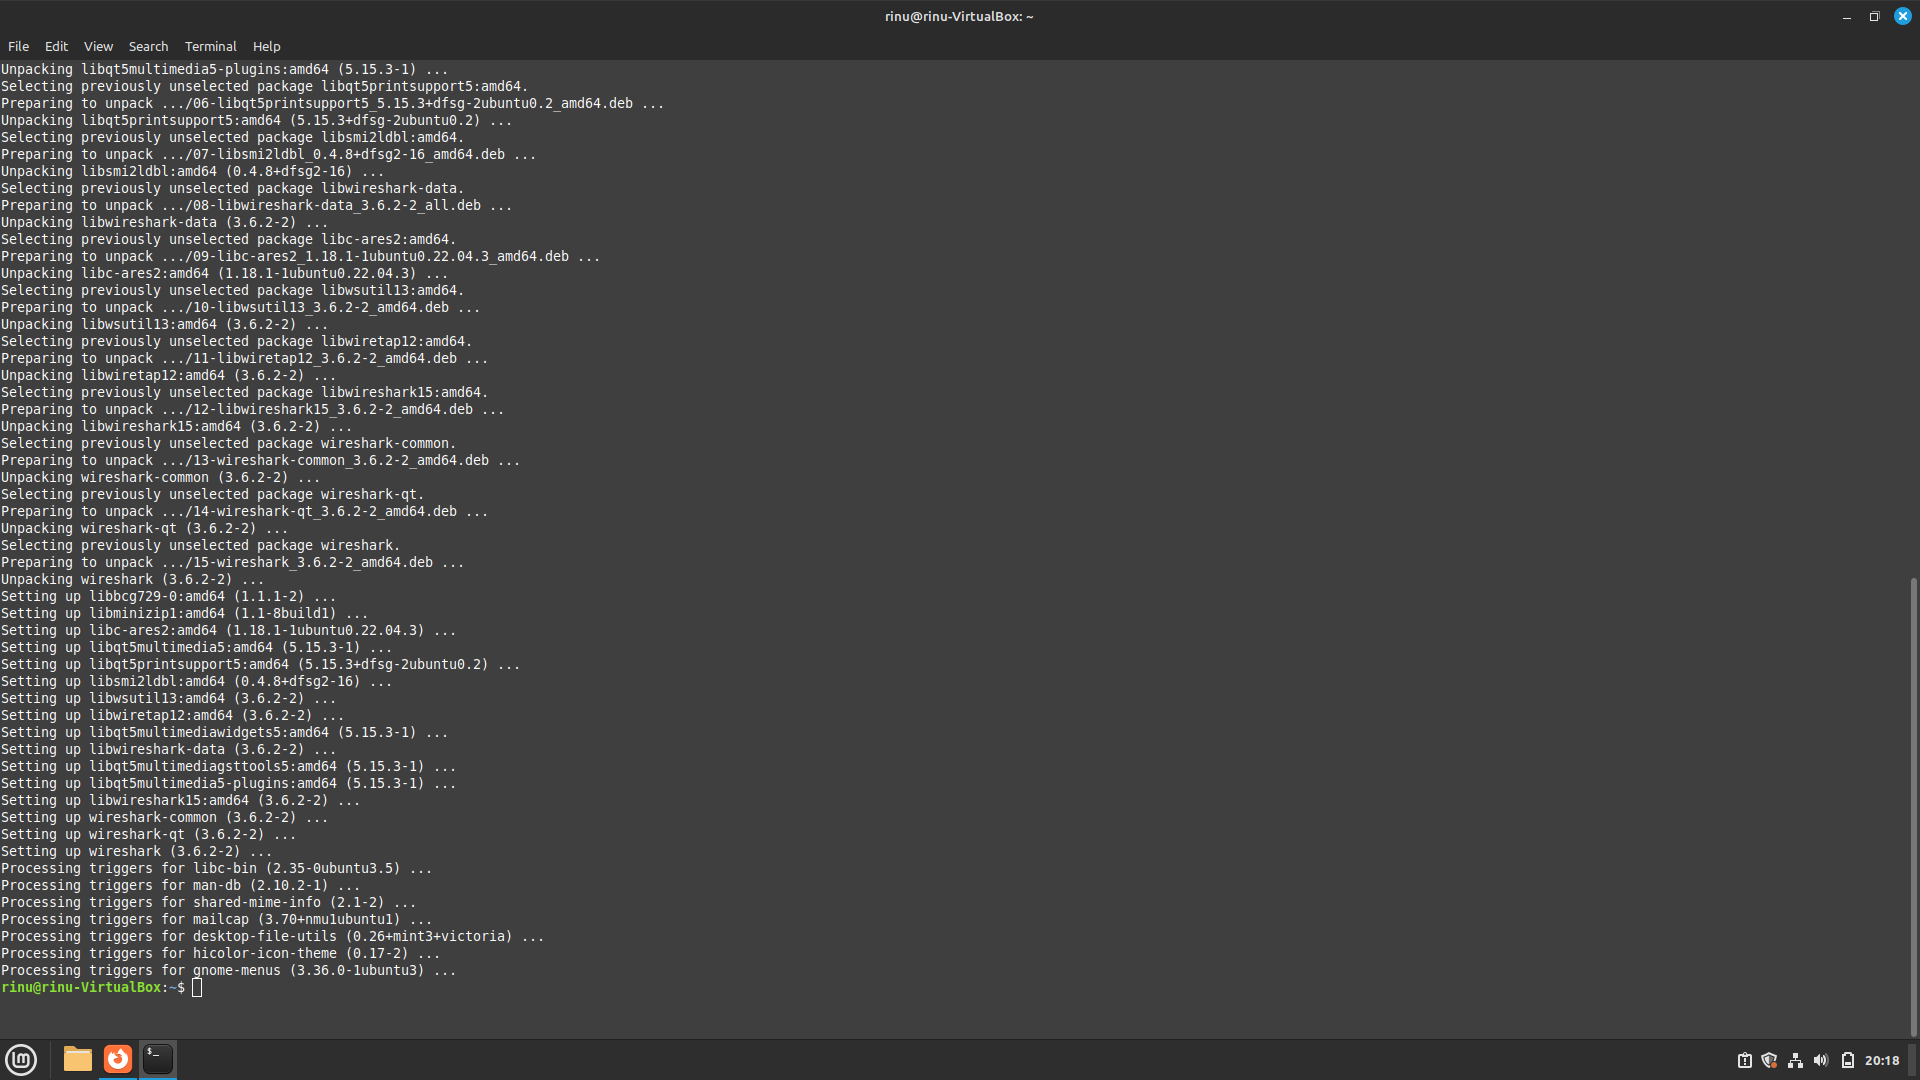 rinu@rinu-VirtualBox: ~
File Edit View Search Terminal Help
Unpacking libqt5multimedia5-plugins:amd64 (5.15.3-1) ...
Selecting previously unselected package libqt5printsupport5:amd64.
Preparing to unpack .../06-libqt5printsupport5_5.15.3+dfsg-2ubuntu0.2_amd64.deb ...
Unpacking libqt5printsupport5:amd64 (5.15.3+dfsg-2ubuntu0.2) ...
Selecting previously unselected package libsmi2ldbl:amd64.
Preparing to unpack .../07-libsmi2ldbl_0.4.8+dfsg2-16_amd64.deb ...
Unpacking libsmi2ldbl:amd64 (0.4.8+dfsg2-16) ...
Selecting previously unselected package libwireshark-data.
Preparing to unpack .../08-libwireshark-data_3.6.2-2_all.deb ...
Unpacking libwireshark-data (3.6.2-2) ...
Selecting previously unselected package libc-ares2:amd64.
Preparing to unpack .../09-libc-ares2_1.18.1-1ubuntu0.22.04.3_amd64.deb ...
Unpacking libc-ares2:amd64 (1.18.1-1ubuntu0.22.04.3) ...
Selecting previously unselected package libwsutil13:amd64.
Preparing to unpack .../10-libwsutil13_3.6.2-2_amd64.deb ...
Unpacking libwsutil13:amd64 (3.6.2-2) ...
Selecting previously unselected package libwiretap12:amd64.
Preparing to unpack .../11-libwiretap12_3.6.2-2_amd64.deb ...
Unpacking libwiretap12:amd64 (3.6.2-2) ...
Selecting previously unselected package libwireshark15:amd64.
Preparing to unpack .../12-libwireshark15_3.6.2-2_amd64.deb ...
Unpacking libwireshark15:amd64 (3.6.2-2) ...
Selecting previously unselected package wireshark-common.
Preparing to unpack .../13-wireshark-common_3.6.2-2_amd64.deb ...
Unpacking wireshark-common (3.6.2-2) ...
Selecting previously unselected package wireshark-qt.
Preparing to unpack .../14-wireshark-qt_3.6.2-2_amd64.deb ...
Unpacking wireshark-qt (3.6.2-2) ...
Selecting previously unselected package wireshark.
Preparing to unpack .../15-wireshark_3.6.2-2_amd64.deb ...
Unpacking wireshark (3.6.2-2) ...
Setting up libbcg729-0:amd64 (1.1.1-2) ...
Setting up libminizip1:amd64 (1.1-8build1) ...
Setting up libc-ares2:amd64 (1.18.1-1ubuntu0.22.04.3) ...
Setting up libqt5multimedia5:amd64 (5.15.3-1) ...
Setting up libqt5printsupport5:amd64 (5.15.3+dfsg-2ubuntu0.2) ...
Setting up libsmi2ldbl:amd64 (0.4.8+dfsg2-16) ...
Setting up libwsutil13:amd64 (3.6.2-2) ...
Setting up libwiretap12:amd64 (3.6.2-2) ...
Setting up libqt5multimediawidgets5:amd64 (5.15.3-1) ...
Setting up libwireshark-data (3.6.2-2) ...
Setting up libqt5multimediagsttools5:amd64 (5.15.3-1) ...
Setting up libqt5multimedia5-plugins:amd64 (5.15.3-1) ...
Setting up libwireshark15:amd64 (3.6.2-2) ...
Setting up wireshark-common (3.6.2-2) ...
Setting up wireshark-qt (3.6.2-2) ...
Setting up wireshark (3.6.2-2) ...
Processing triggers for libc-bin (2.35-0ubuntu3.5) ...
Processing triggers for man-db (2.10.2-1) ...
Processing triggers for shared-mime-info (2.1-2) ...
Processing triggers for mailcap (3.70+nmu1ubuntu1) ...
Processing triggers for desktop-file-utils (0.26+mint3+victoria) ...
Processing triggers for hicolor-icon-theme (0.17-2) ...
Processing triggers for gnome-menus (3.36.0-1ubuntu3) ...
rinu@rinu-VirtualBox:~$
20:18